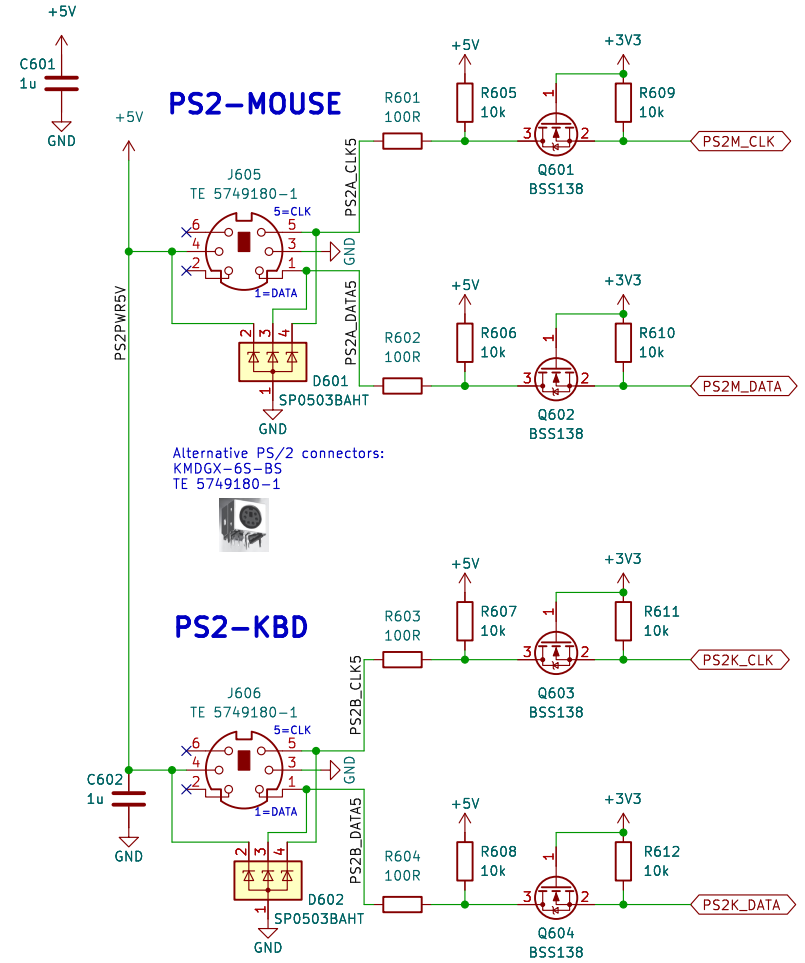 +5V
C601
1u
GND
+5V
PS2PWR5V
PS2-MOUSE
J605
TE 5749180-1
5=CLK
6
5
4
3
2
1
1=DATA
GND
PS2A_CLK5
PS2A_DATA5
2
3
4
1
D601
SP0503BAHT
GND
R601
100R
+5V
R605
10k
1
3
2
Q601
BSS138
+3V3
R609
10k
PS2M_CLK
R602
100R
+5V
R606
10k
1
3
2
Q602
BSS138
+3V3
R610
10k
PS2M_DATA
Alternative PS/2 connectors:
KMDGX-6S-BS
TE 5749180-1
PS2-KBD
J606
TE 5749180-1
5=CLK
6
5
4
3
2
1
1=DATA
GND
PS2B_CLK5
PS2B_DATA5
C602
1u
GND
2
3
4
1
D602
SP0503BAHT
GND
R603
100R
+5V
R607
10k
1
3
2
Q603
BSS138
+3V3
R611
10k
PS2K_CLK
R604
100R
+5V
R608
10k
1
3
2
Q604
BSS138
+3V3
R612
10k
PS2K_DATA